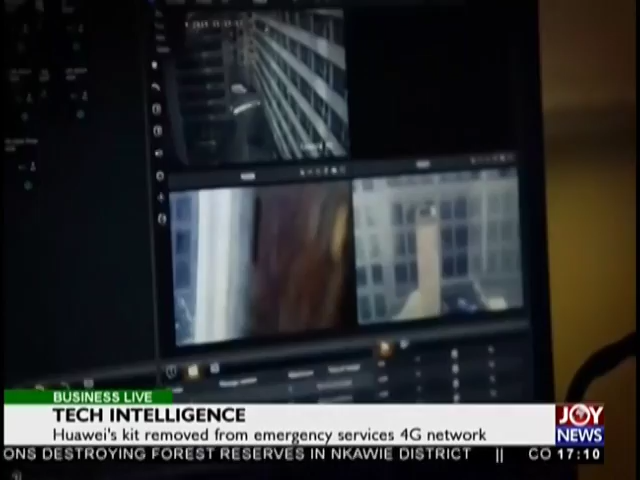 BUSINESS LIVE
TECH INTELLIGENCE
Huawei's kit removed from emergency services 4G network
JOY
NEWS
ONS DESTROYING FOREST RESERVES IN NKAWIE DISTRICT || CO 17:10